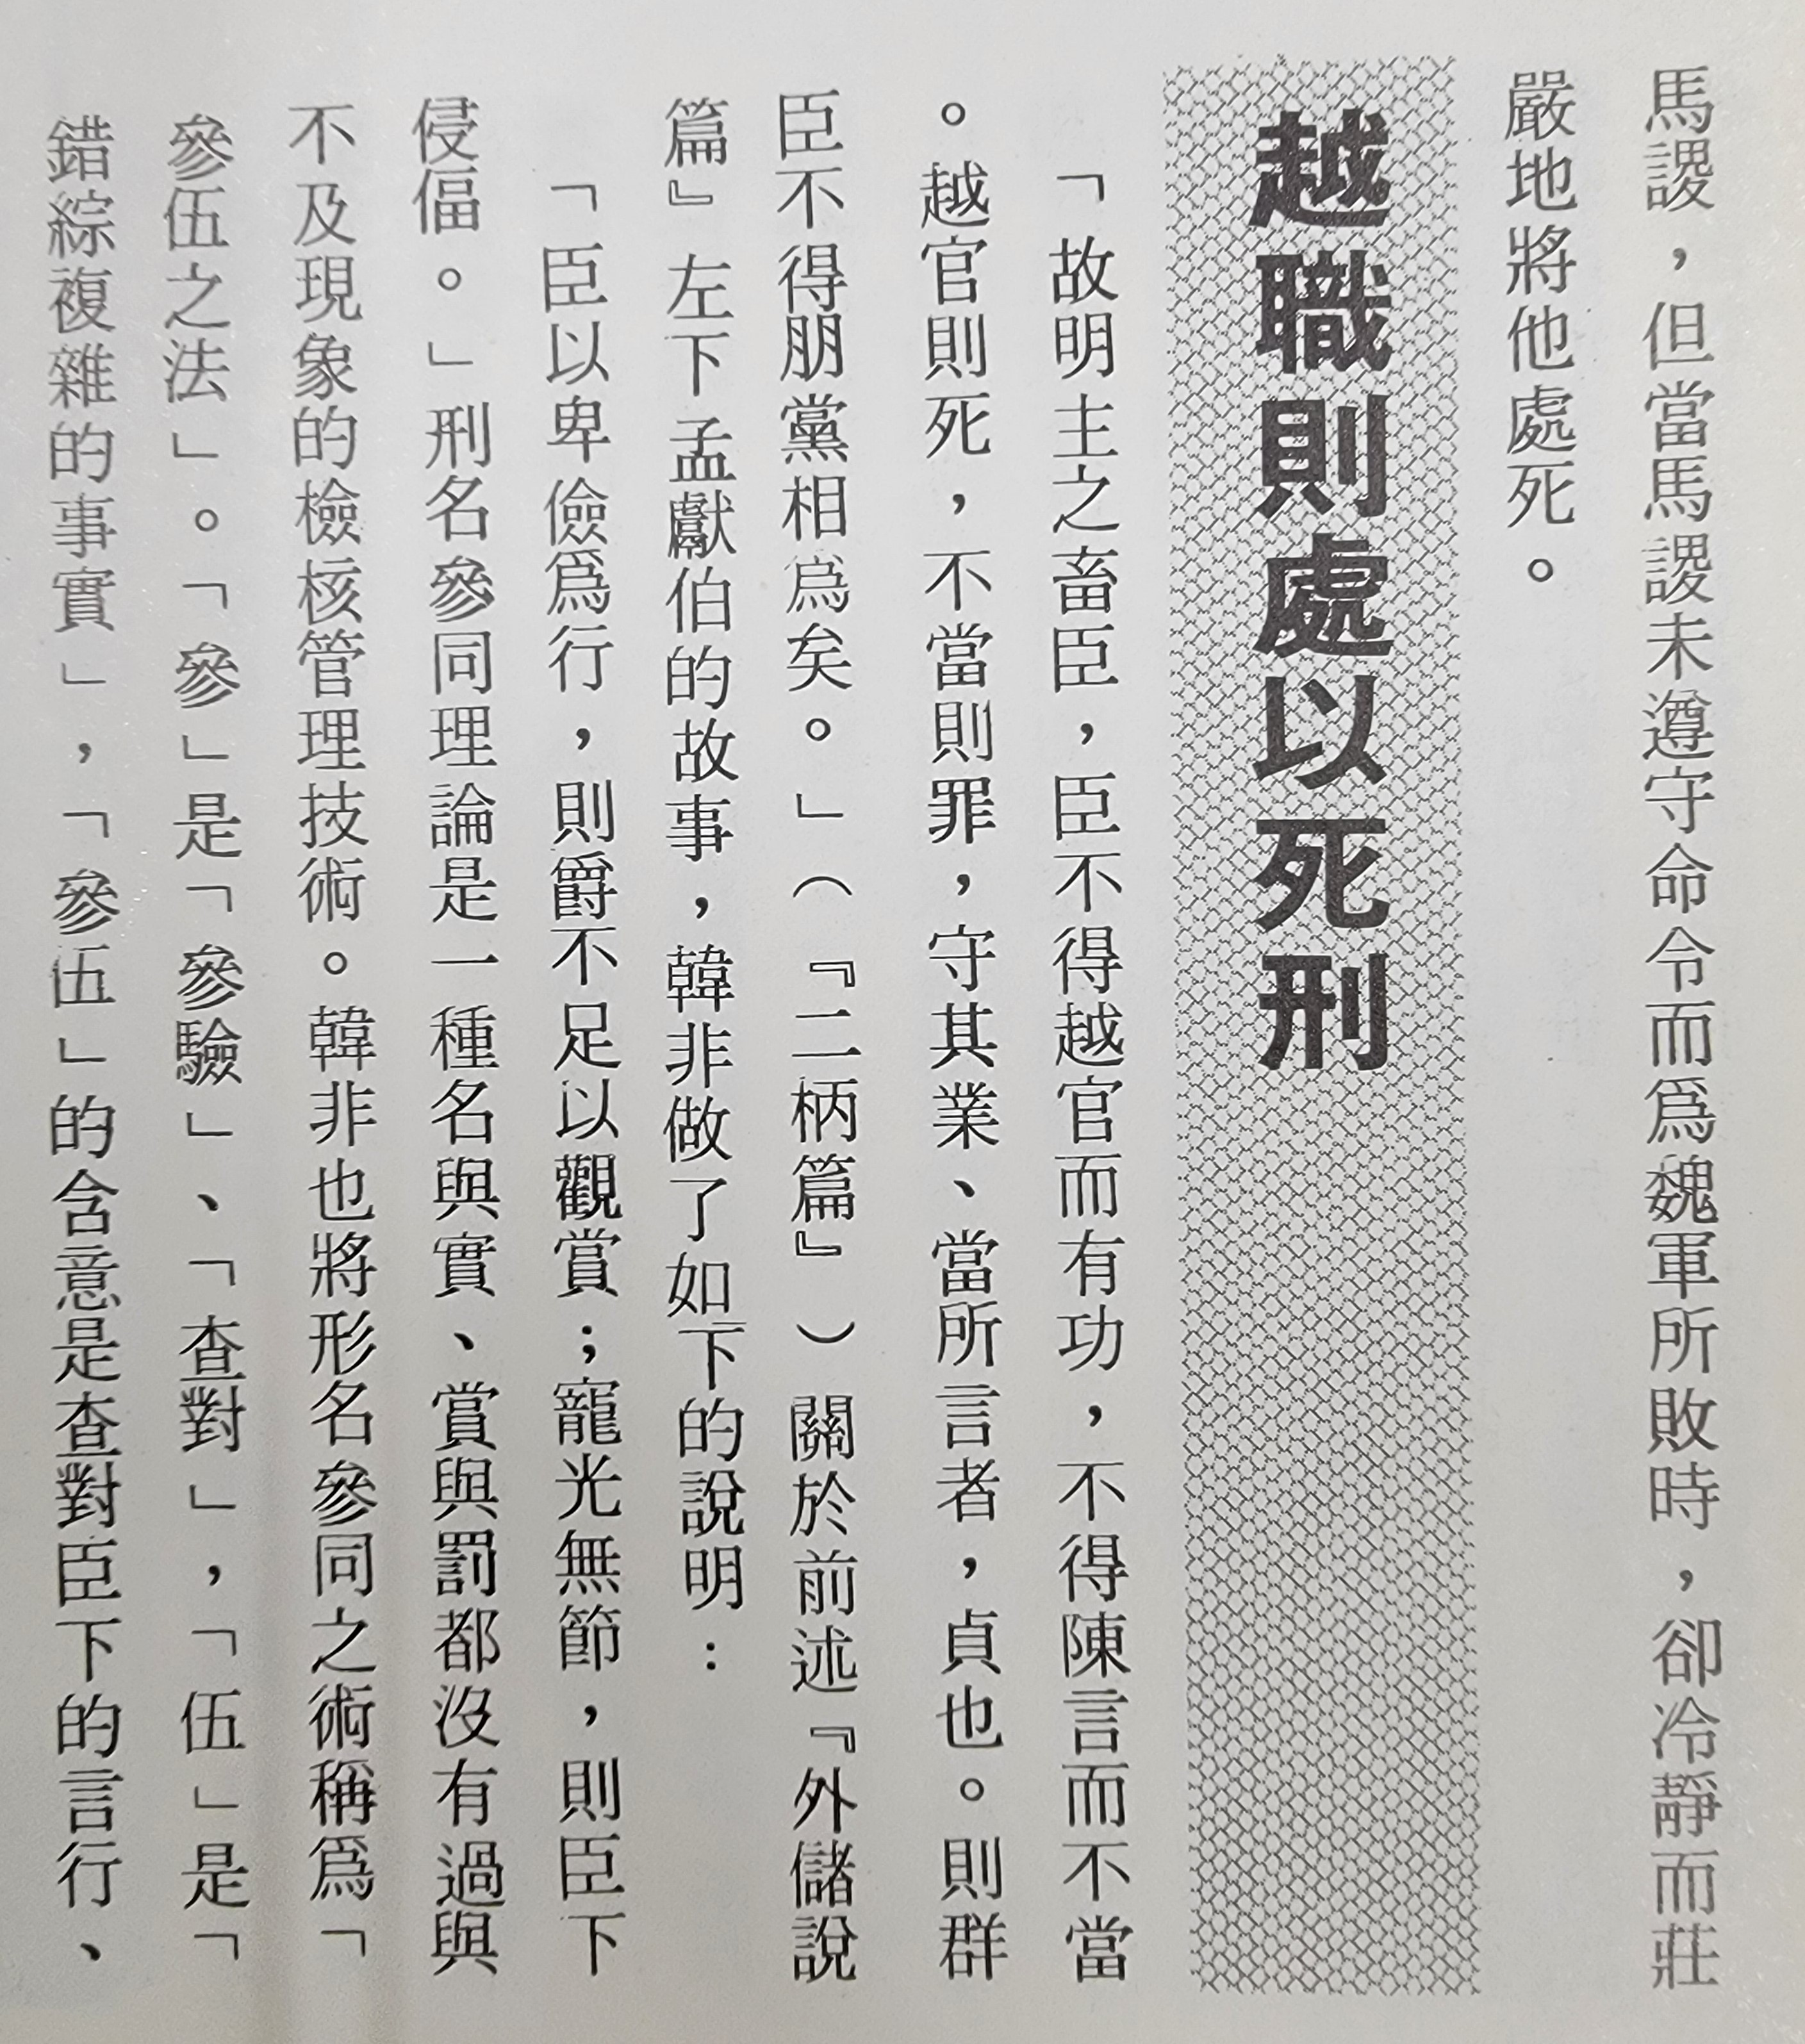 馬謖，但當馬謖未遵守命令而爲魏軍所敗時，卻冷靜而莊
嚴地將他處死。
越職則處以死刑
「故明主之畜臣，臣不得越官而有功，不得陳言而不當
。越官則死，不當則罪，守其業、當所言者，貞也。則群
臣不得朋黨相爲矣。」（『二柄篇』）關於前述『外儲說
篇』左下孟獻伯的故事，韓非做了如下的說明：
「臣以卑儉爲行，則爵不足以觀賞；寵光無節，則臣下
侵偪。」刑名參同理論是一種名與實、賞與罰都沒有過與
不及現象的檢核管理技術。韓非也將形名參同之術稱爲「
參伍之法」。「參」是「參驗」、「查對」，「伍」是「
錯綜複雜的事實」，「參伍」的含意是查對臣下的言行、